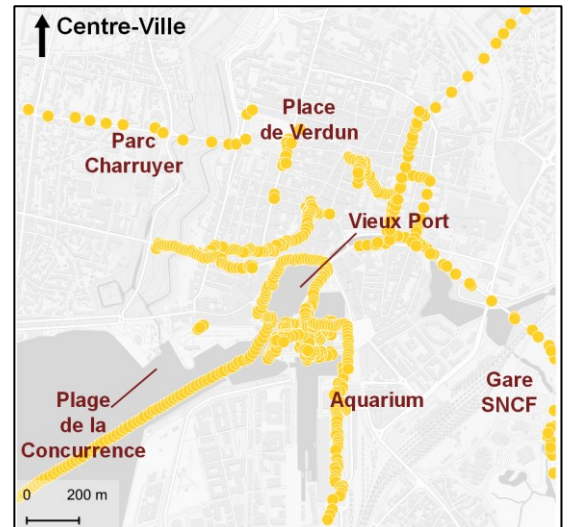 Centre-Ville
Place
de Verdun
Parc
Charruyer
Vieux Port
Plage
de la
Concurrence
Aquarium
Gare
SNCF
0
200 m